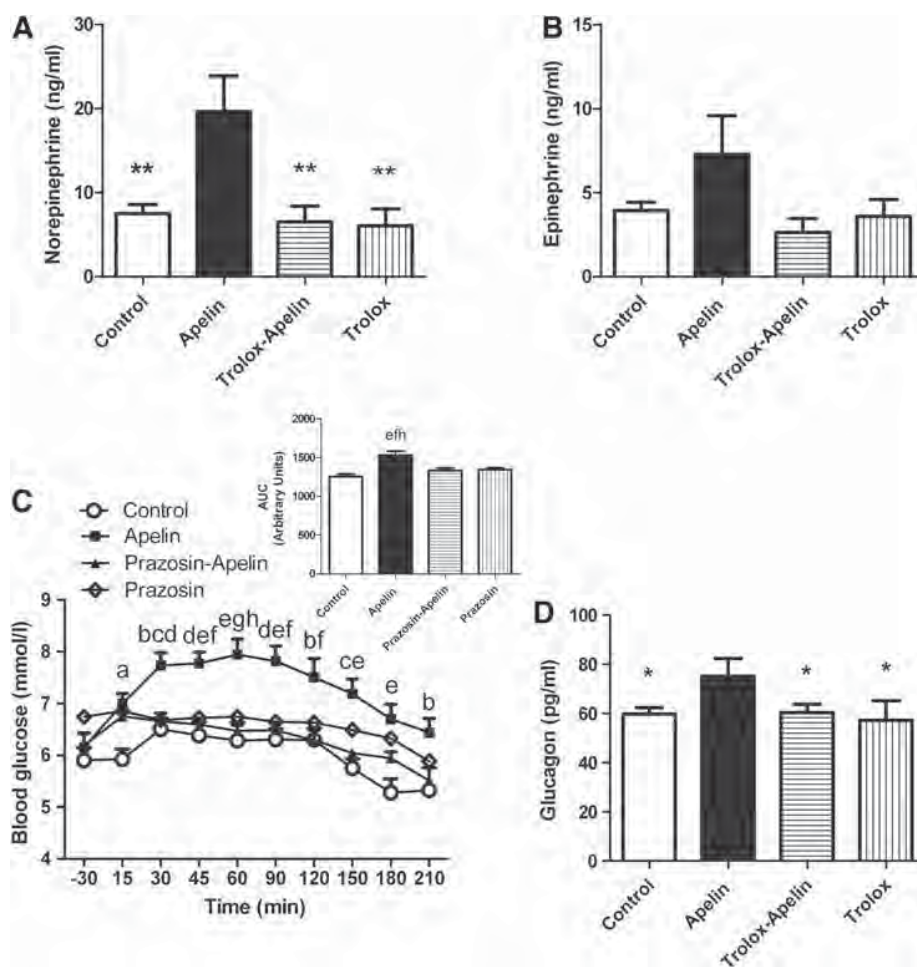 A
Norepinephrine (ng/ml)
30
20
10
0
**
**
**
Control
Apelin
Trolox-Apelin
Trolox
B
Epinephrine (ng/ml)
15
10
5
0
Control
Apelin
Trolox-Apelin
Trolox
C
Control
Apelin
Prazosin-Apelin
Prazosin
AUC
(Arbitrary Units)
2000
1500
1000
500
0
efh
Control
Apelin
Prazosin-Apelin
Prazosin
Blood glucose (mmol/l)
9
8
7
6
5
4
a
bcd
def
egh
def
bf
ce
e
b
-30 15 30 45 60 90 120 150 180 210
Time (min)
D
Glucagon (pg/ml)
100
80
60
40
20
0
*
*
*
Control
Apelin
Trolox-Apelin
Trolox